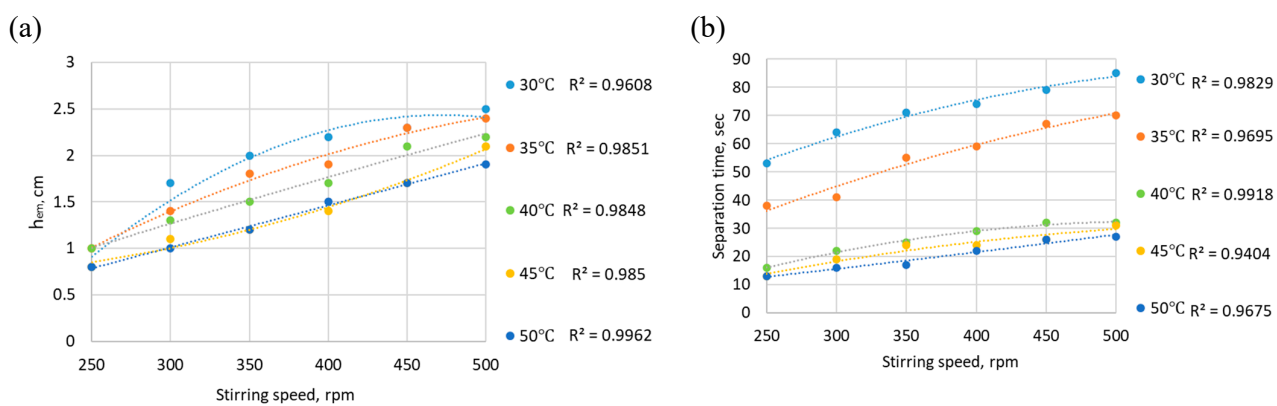 (a)
3
2.5
2
1.5
1
0.5
0
hem, cm
250 300 350 400 450 500
Stirring speed, rpm
30℃ R² = 0.9608
35℃ R² = 0.9851
40℃ R² = 0.9848
45℃ R² = 0.985
50℃ R² = 0.9962
(b)
90
80
70
60
50
40
30
20
10
0
Separation time, sec
250 300 350 400 450 500
Stirring speed, rpm
30℃ R² = 0.9829
35℃ R² = 0.9695
40℃ R² = 0.9918
45℃ R² = 0.9404
50℃ R² = 0.9675